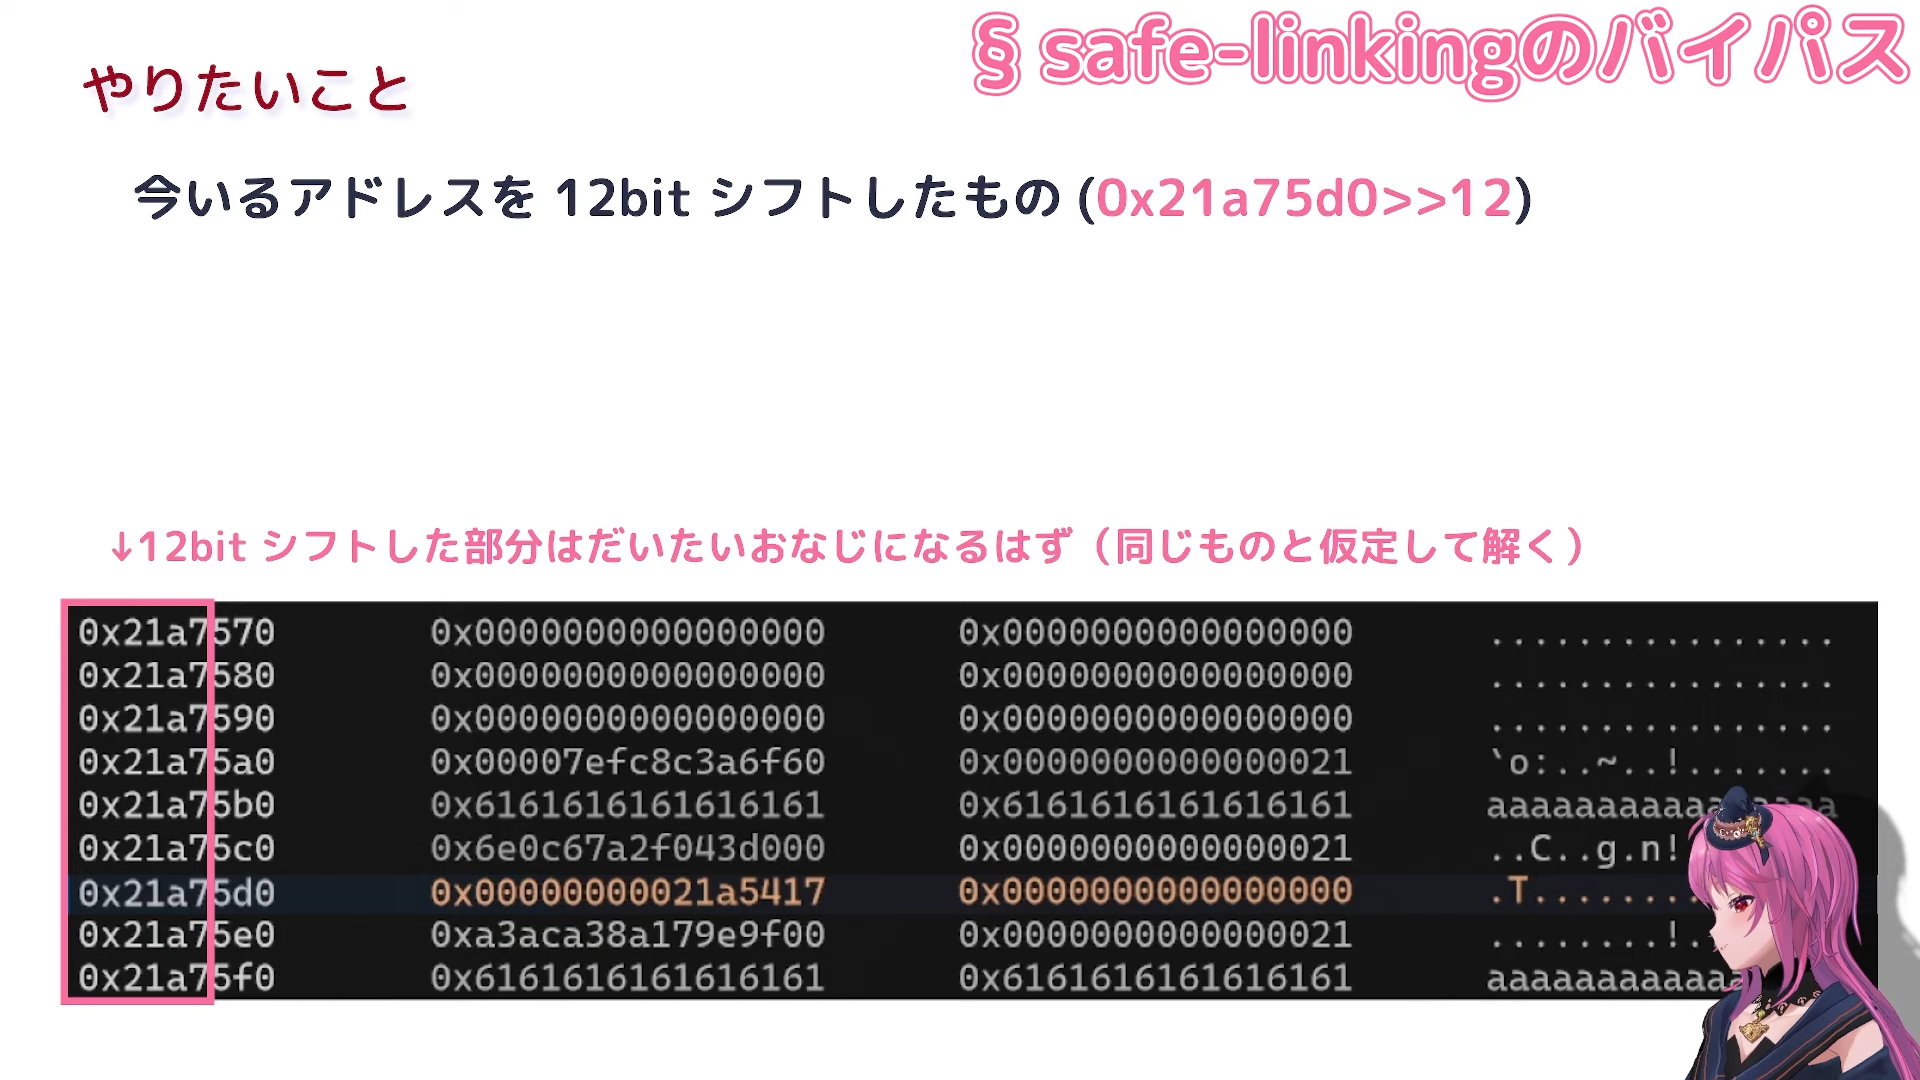 § safe-linkingのバイパス
やりたいこと
今いるアドレスを 12bit シフトしたもの (0x21a75d0>>12)
↓12bit シフトした部分はだいたいおなじになるはず（同じものと仮定して解く）
0x21a7570 0x0000000000000000 0x0000000000000000 ................
0x21a7580 0x0000000000000000 0x0000000000000000 ................
0x21a7590 0x0000000000000000 0x0000000000000000 ................
0x21a75a0 0x00007efc8c3a6f60 0x0000000000000021 `o:..~..!.......
0x21a75b0 0x6161616161616161 0x6161616161616161 aaaaaaaaaaaaaaaa
0x21a75c0 0x6e0c67a2f043d000 0x0000000000000021 ..C..g.n!
0x21a75d0 0x00000000021a5417 0x0000000000000000 .T.......
0x21a75e0 0xa3aca38a179e9f00 0x0000000000000021 ........!.
0x21a75f0 0x6161616161616161 0x6161616161616161 aaaaaaaaaaaa